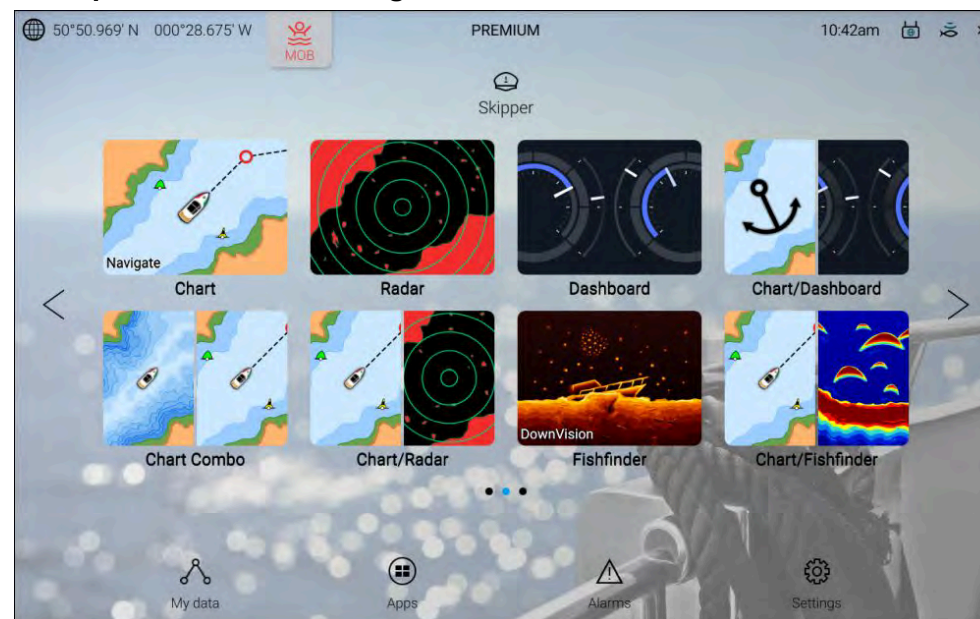 50°50.969' N 000°28.675' W
MOB
PREMIUM
10:42am
1
Skipper
Navigate
Chart
Radar
Dashboard
Chart/Dashboard
Chart Combo
Chart/Radar
DownVision
Fishfinder
Chart/Fishfinder
My data
Apps
Alarms
Settings